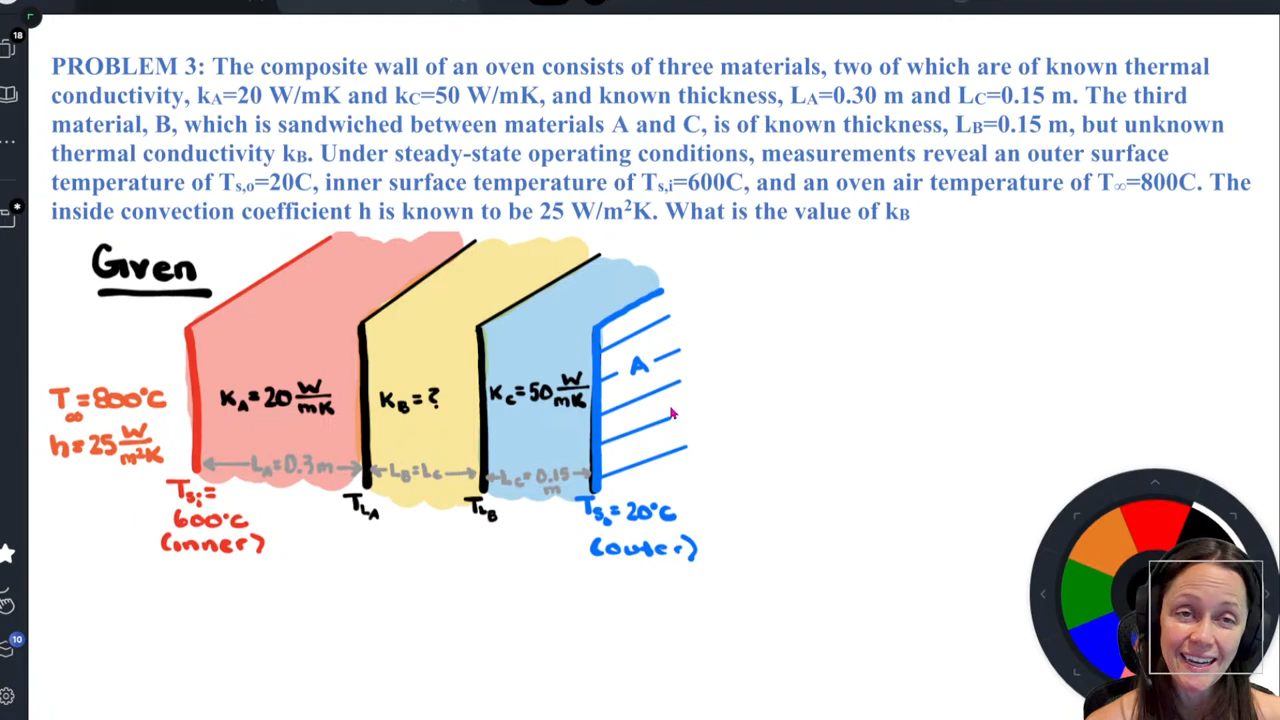 18
PROBLEM 3: The composite wall of an oven consists of three materials, two of which are of known thermal
conductivity, kA=20 W/mK and kC=50 W/mK, and known thickness, LA=0.30 m and LC=0.15 m. The third
material, B, which is sandwiched between materials A and C, is of known thickness, LB=0.15 m, but unknown
thermal conductivity kB. Under steady-state operating conditions, measurements reveal an outer surface
temperature of Ts,o=20C, inner surface temperature of Ts,i=600C, and an oven air temperature of T∞=800C. The
inside convection coefficient h is known to be 25 W/m²K. What is the value of kB
Given
T∞=800°C
h=25 W/m²K
KA=20 W/mK
KB=?
KC=50 W/mK
A
LA=0.3m
LB=LC
LC=0.15 m
Tsi=
600°C
(inner)
TLA
TLB
Tso=20°C
(outer)
10